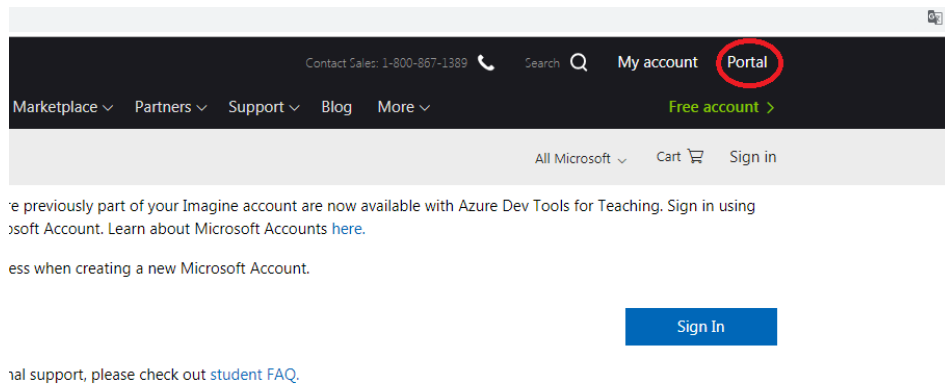 Contact Sales: 1-800-867-1389 Search My account Portal
Marketplace Partners Support Blog More Free account >
All Microsoft Cart Sign in
re previously part of your Imagine account are now available with Azure Dev Tools for Teaching. Sign in using
osoft Account. Learn about Microsoft Accounts here.
ess when creating a new Microsoft Account.
Sign In
nal support, please check out student FAQ.